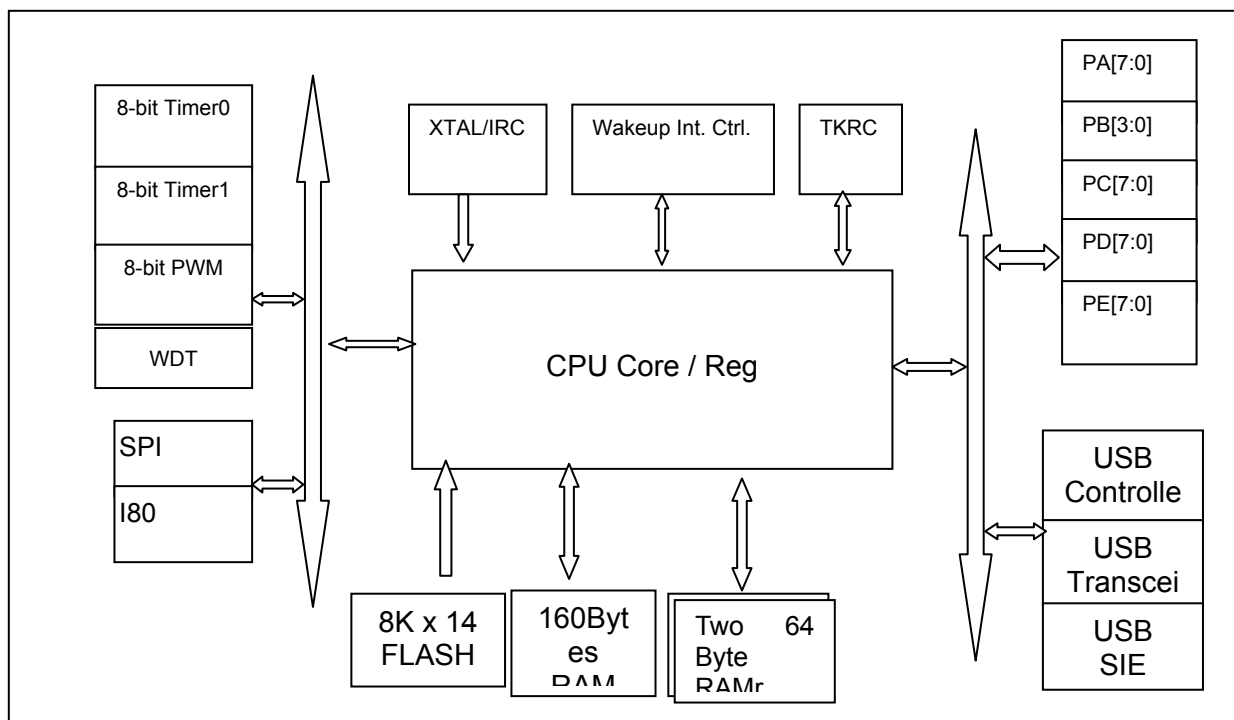 8-bit Timer0
8-bit Timer1
8-bit PWM
WDT
SPI
I80
XTAL/IRC
Wakeup Int. Ctrl.
TKRC
CPU Core / Reg
8K x 14
FLASH
160Byt
es
RAM
Two 64
Byte
RAMr
PA[7:0]
PB[3:0]
PC[7:0]
PD[7:0]
PE[7:0]
USB
Controlle
USB
Transcei
USB
SIE